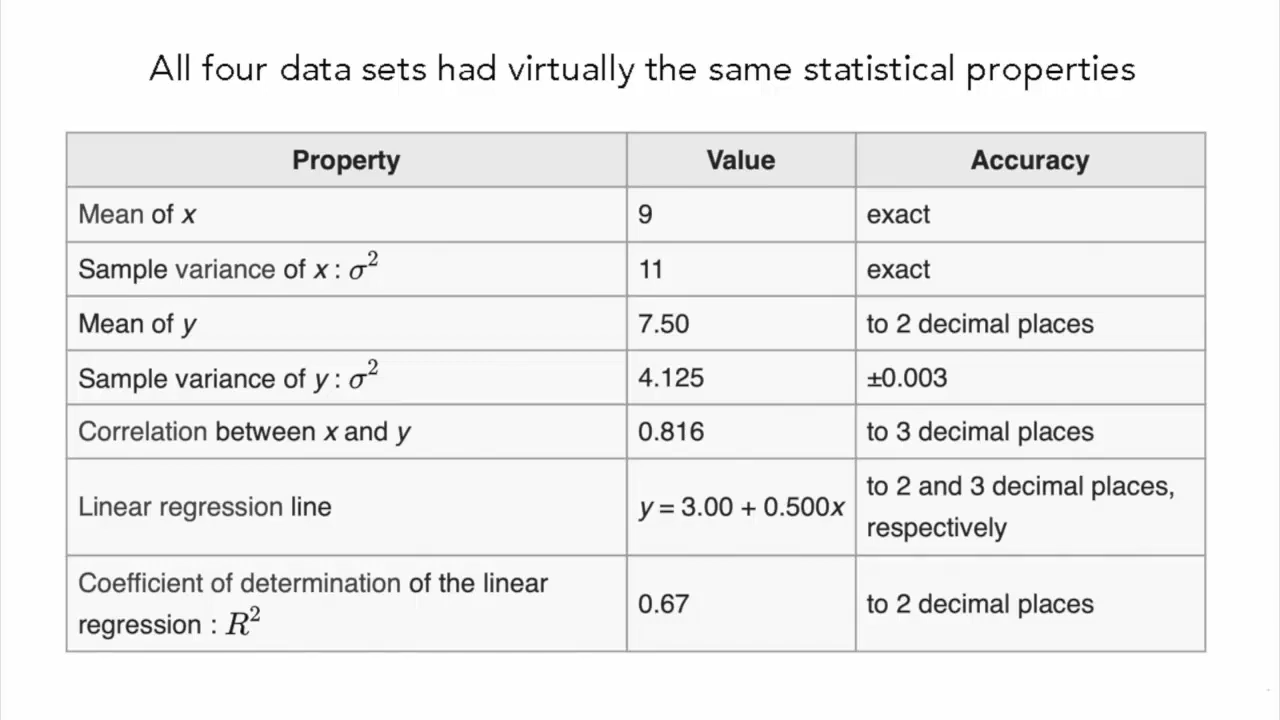 All four data sets had virtually the same statistical properties
Property Value Accuracy
Mean of x 9 exact
Sample variance of x : σ² 11 exact
Mean of y 7.50 to 2 decimal places
Sample variance of y : σ² 4.125 ±0.003
Correlation between x and y 0.816 to 3 decimal places
Linear regression line y = 3.00 + 0.500x to 2 and 3 decimal places,
respectively
Coefficient of determination of the linear
regression : R² 0.67 to 2 decimal places